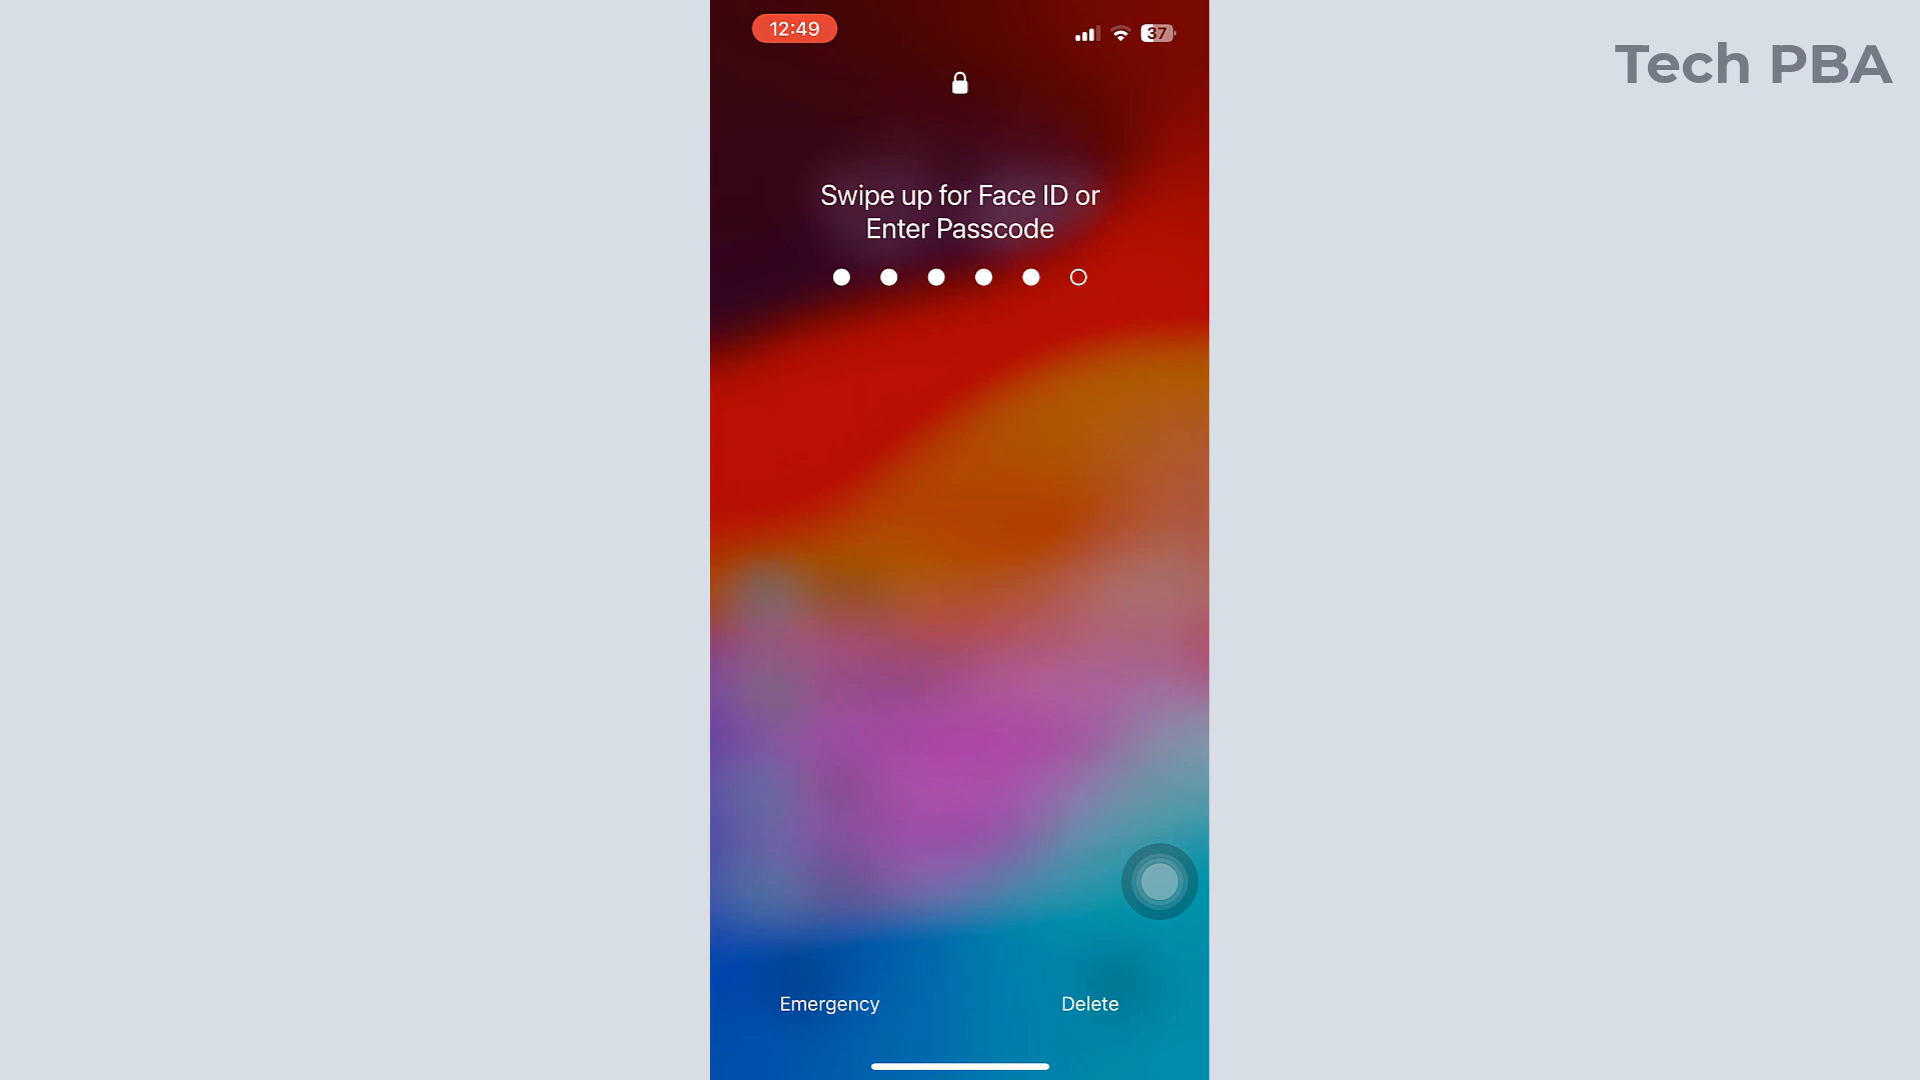 12:49
37
Tech PBA
Swipe up for Face ID or
Enter Passcode
Emergency
Delete